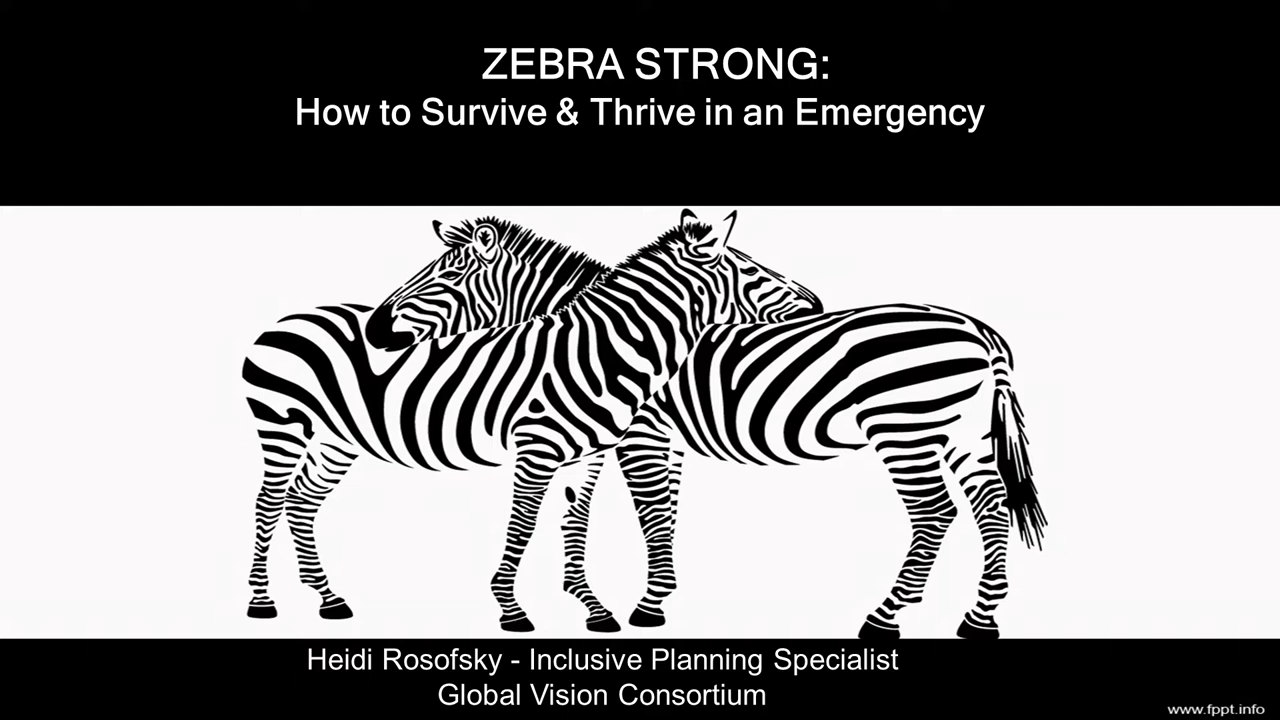 ZEBRA STRONG:
How to Survive & Thrive in an Emergency
Heidi Rosofsky - Inclusive Planning Specialist
Global Vision Consortium
www.fppt.info